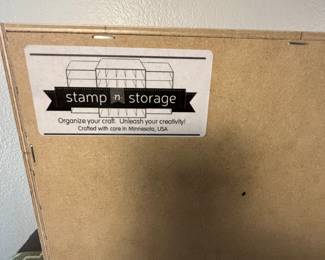 stamp n storage
Organize your craft. Unleash your creativity!
Crafted with care in Minnesota, USA